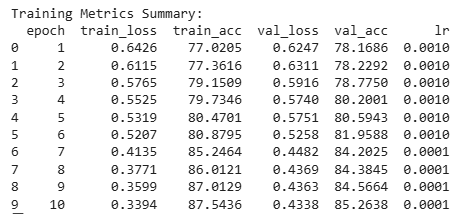 Training Metrics Summary:
epoch train_loss train_acc val_loss val_acc lr
0 1 0.6426 77.0205 0.6247 78.1686 0.0010
1 2 0.6115 77.3616 0.6311 78.2292 0.0010
2 3 0.5765 79.1509 0.5916 78.7750 0.0010
3 4 0.5525 79.7346 0.5740 80.2001 0.0010
4 5 0.5319 80.4701 0.5751 80.5943 0.0010
5 6 0.5207 80.8795 0.5258 81.9588 0.0010
6 7 0.4135 85.2464 0.4482 84.2025 0.0001
7 8 0.3771 86.0121 0.4369 84.3845 0.0001
8 9 0.3599 87.0129 0.4363 84.5664 0.0001
9 10 0.3394 87.5436 0.4338 85.2638 0.0001